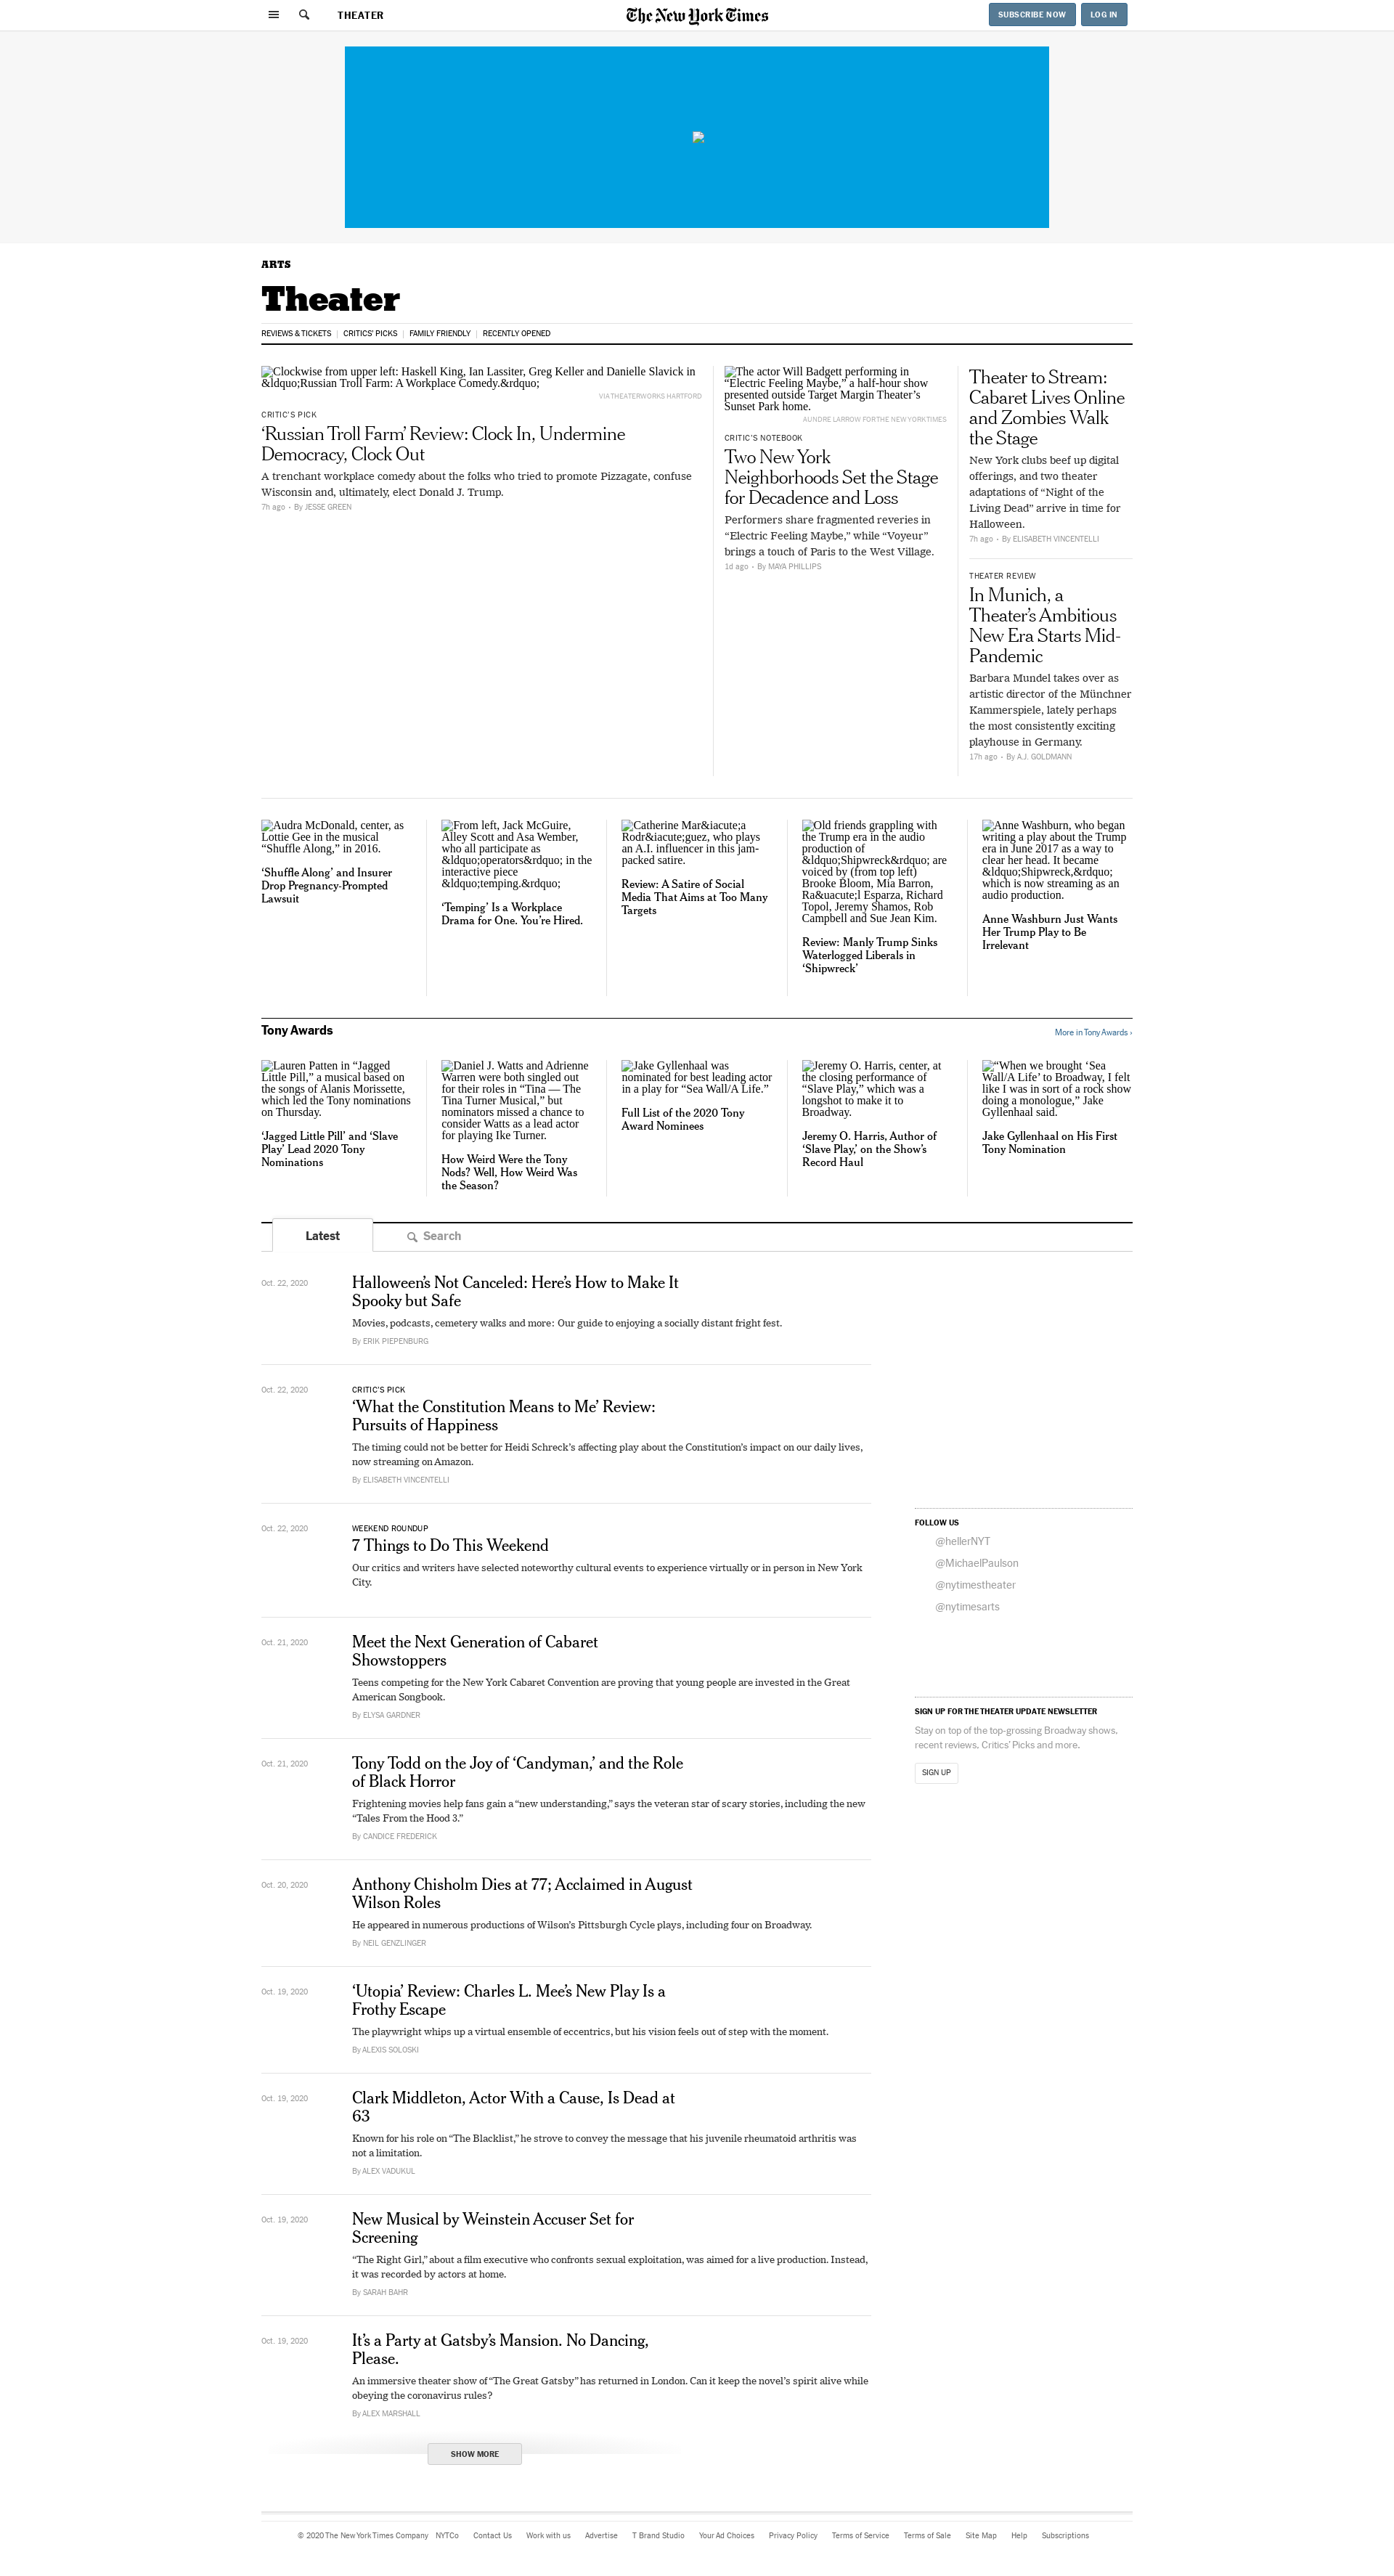 THEATER
The New York Times
SUBSCRIBE NOW
LOG IN
ARTS
Theater
REVIEWS & TICKETS
CRITICS' PICKS
FAMILY FRIENDLY
RECENTLY OPENED
Clockwise from upper left: Haskell King, Ian Lassiter, Greg Keller and Danielle Slavick in
&ldquo;Russian Troll Farm: A Workplace Comedy.&rdquo;
VIA THEATERWORKS HARTFORD
CRITIC'S PICK
‘Russian Troll Farm’ Review: Clock In, Undermine
Democracy, Clock Out
A trenchant workplace comedy about the folks who tried to promote Pizzagate, confuse
Wisconsin and, ultimately, elect Donald J. Trump.
7h ago • By JESSE GREEN
The actor Will Badgett performing in
“Electric Feeling Maybe,” a half-hour show
presented outside Target Margin Theater’s
Sunset Park home.
AUNDRE LARROW FOR THE NEW YORK TIMES
CRITIC'S NOTEBOOK
Two New York
Neighborhoods Set the Stage
for Decadence and Loss
Performers share fragmented reveries in
“Electric Feeling Maybe,” while “Voyeur”
brings a touch of Paris to the West Village.
1d ago • By MAYA PHILLIPS
Theater to Stream:
Cabaret Lives Online
and Zombies Walk
the Stage
New York clubs beef up digital
offerings, and two theater
adaptations of “Night of the
Living Dead” arrive in time for
Halloween.
7h ago • By ELISABETH VINCENTELLI
THEATER REVIEW
In Munich, a
Theater’s Ambitious
New Era Starts Mid-
Pandemic
Barbara Mundel takes over as
artistic director of the Münchner
Kammerspiele, lately perhaps
the most consistently exciting
playhouse in Germany.
17h ago • By A.J. GOLDMANN
Audra McDonald, center, as
Lottie Gee in the musical
“Shuffle Along,” in 2016.
‘Shuffle Along’ and Insurer
Drop Pregnancy-Prompted
Lawsuit
From left, Jack McGuire,
Alley Scott and Asa Wember,
who all participate as
&ldquo;operators&rdquo; in the
interactive piece
&ldquo;temping.&rdquo;
‘Temping’ Is a Workplace
Drama for One. You’re Hired.
Catherine Mar&iacute;a
Rodr&iacute;guez, who plays
an A.I. influencer in this jam-
packed satire.
Review: A Satire of Social
Media That Aims at Too Many
Targets
Old friends grappling with
the Trump era in the audio
production of
&ldquo;Shipwreck&rdquo; are
voiced by (from top left)
Brooke Bloom, Mia Barron,
Ra&uacute;l Esparza, Richard
Topol, Jeremy Shamos, Rob
Campbell and Sue Jean Kim.
Review: Manly Trump Sinks
Waterlogged Liberals in
‘Shipwreck’
Anne Washburn, who began
writing a play about the Trump
era in June 2017 as a way to
clear her head. It became
&ldquo;Shipwreck,&rdquo;
which is now streaming as an
audio production.
Anne Washburn Just Wants
Her Trump Play to Be
Irrelevant
Tony Awards
More in Tony Awards ›
Lauren Patten in “Jagged
Little Pill,” a musical based on
the songs of Alanis Morissette,
which led the Tony nominations
on Thursday.
‘Jagged Little Pill’ and ‘Slave
Play’ Lead 2020 Tony
Nominations
Daniel J. Watts and Adrienne
Warren were both singled out
for their roles in “Tina — The
Tina Turner Musical,” but
nominators missed a chance to
consider Watts as a lead actor
for playing Ike Turner.
How Weird Were the Tony
Nods? Well, How Weird Was
the Season?
Jake Gyllenhaal was
nominated for best leading actor
in a play for “Sea Wall/A Life.”
Full List of the 2020 Tony
Award Nominees
Jeremy O. Harris, center, at
the closing performance of
“Slave Play,” which was a
longshot to make it to
Broadway.
Jeremy O. Harris, Author of
‘Slave Play,’ on the Show’s
Record Haul
“When we brought ‘Sea
Wall/A Life’ to Broadway, I felt
like I was in sort of a rock show
doing a monologue,” Jake
Gyllenhaal said.
Jake Gyllenhaal on His First
Tony Nomination
Latest
Search
Oct. 22, 2020
Halloween’s Not Canceled: Here’s How to Make It
Spooky but Safe
Movies, podcasts, cemetery walks and more: Our guide to enjoying a socially distant fright fest.
By ERIK PIEPENBURG
Oct. 22, 2020
CRITIC'S PICK
‘What the Constitution Means to Me’ Review:
Pursuits of Happiness
The timing could not be better for Heidi Schreck’s affecting play about the Constitution’s impact on our daily lives,
now streaming on Amazon.
By ELISABETH VINCENTELLI
Oct. 22, 2020
WEEKEND ROUNDUP
7 Things to Do This Weekend
Our critics and writers have selected noteworthy cultural events to experience virtually or in person in New York
City.
Oct. 21, 2020
Meet the Next Generation of Cabaret
Showstoppers
Teens competing for the New York Cabaret Convention are proving that young people are invested in the Great
American Songbook.
By ELYSA GARDNER
Oct. 21, 2020
Tony Todd on the Joy of ‘Candyman,’ and the Role
of Black Horror
Frightening movies help fans gain a “new understanding,” says the veteran star of scary stories, including the new
“Tales From the Hood 3.”
By CANDICE FREDERICK
Oct. 20, 2020
Anthony Chisholm Dies at 77; Acclaimed in August
Wilson Roles
He appeared in numerous productions of Wilson’s Pittsburgh Cycle plays, including four on Broadway.
By NEIL GENZLINGER
Oct. 19, 2020
‘Utopia’ Review: Charles L. Mee’s New Play Is a
Frothy Escape
The playwright whips up a virtual ensemble of eccentrics, but his vision feels out of step with the moment.
By ALEXIS SOLOSKI
Oct. 19, 2020
Clark Middleton, Actor With a Cause, Is Dead at
63
Known for his role on “The Blacklist,” he strove to convey the message that his juvenile rheumatoid arthritis was
not a limitation.
By ALEX VADUKUL
Oct. 19, 2020
New Musical by Weinstein Accuser Set for
Screening
“The Right Girl,” about a film executive who confronts sexual exploitation, was aimed for a live production. Instead,
it was recorded by actors at home.
By SARAH BAHR
Oct. 19, 2020
It’s a Party at Gatsby’s Mansion. No Dancing,
Please.
An immersive theater show of “The Great Gatsby” has returned in London. Can it keep the novel’s spirit alive while
obeying the coronavirus rules?
By ALEX MARSHALL
SHOW MORE
FOLLOW US
@hellerNYT
@MichaelPaulson
@nytimestheater
@nytimesarts
SIGN UP FOR THE THEATER UPDATE NEWSLETTER
Stay on top of the top-grossing Broadway shows,
recent reviews, Critics’ Picks and more.
SIGN UP
© 2020 The New York Times Company
NYTCo
Contact Us
Work with us
Advertise
T Brand Studio
Your Ad Choices
Privacy Policy
Terms of Service
Terms of Sale
Site Map
Help
Subscriptions